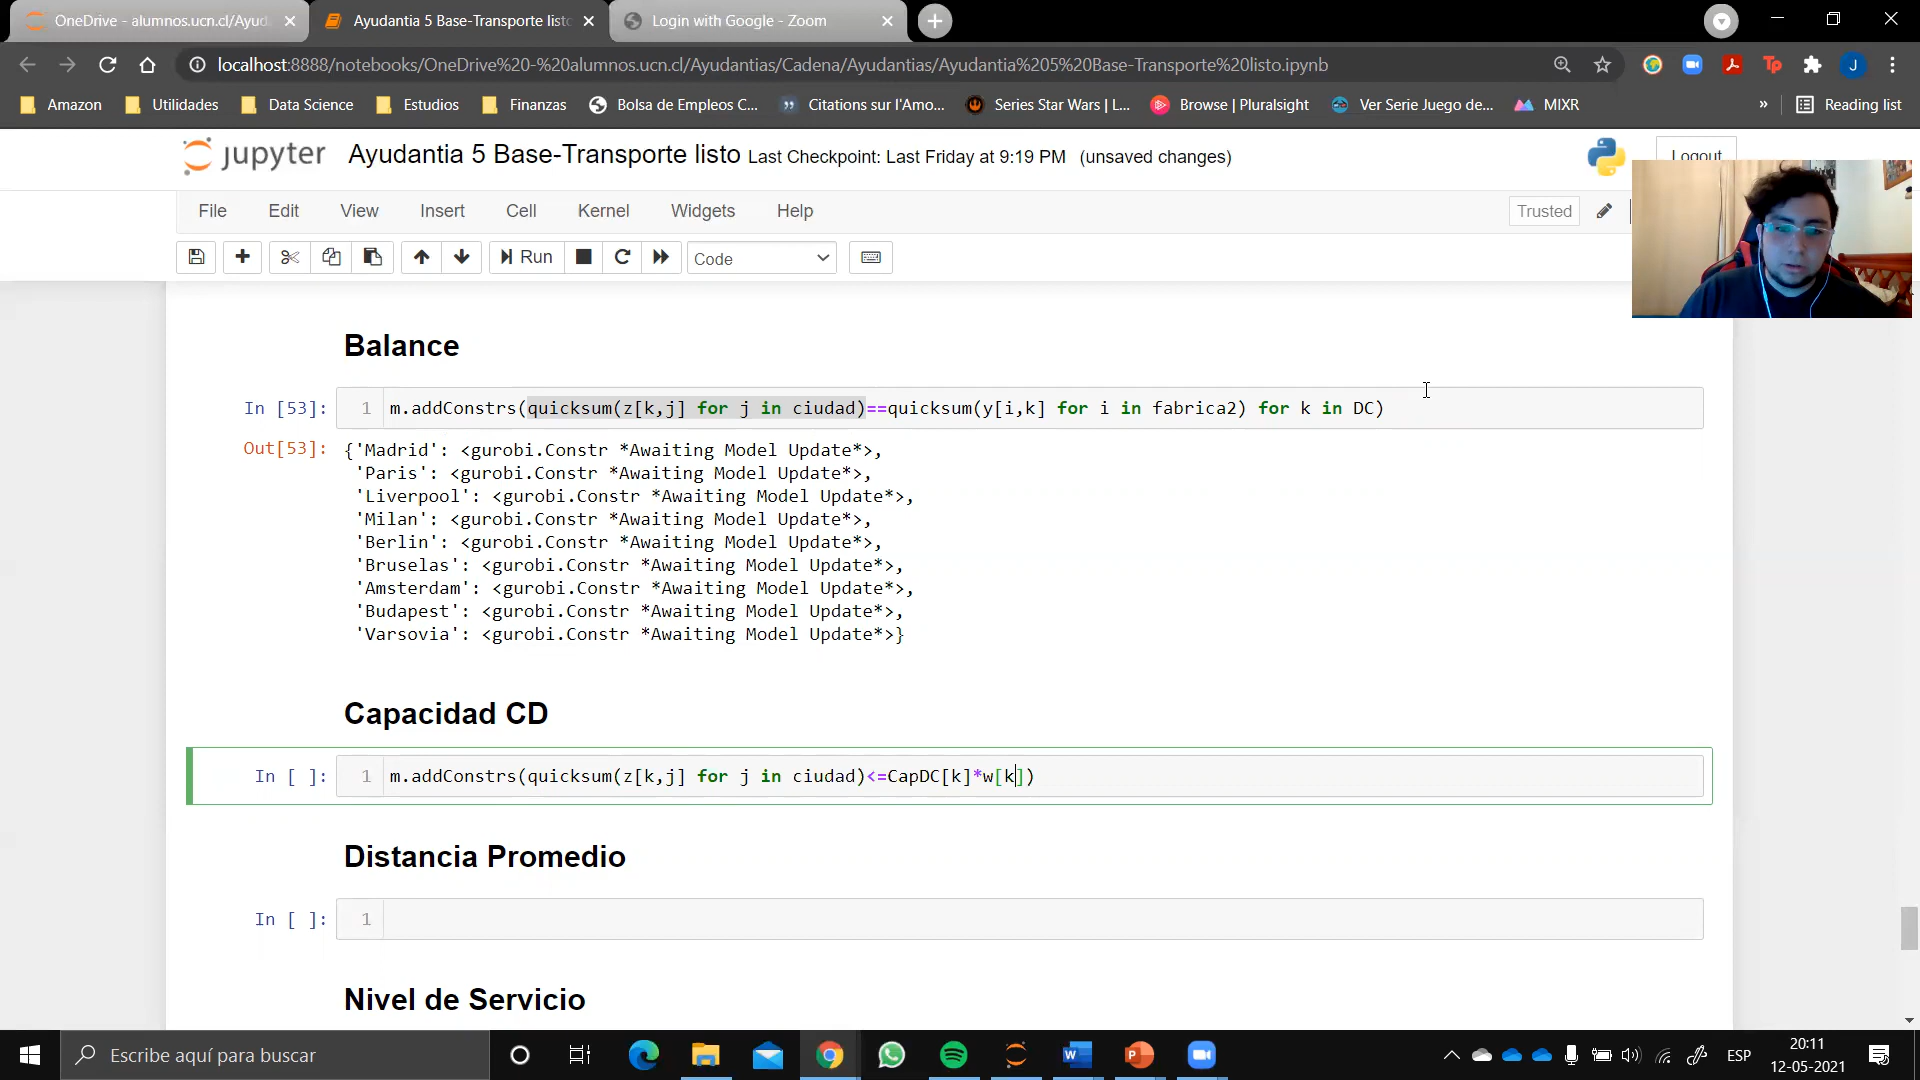 OneDrive - alumnos.ucn.cl/Ayud
Ayudantia 5 Base-Transporte listo
Login with Google - Zoom
localhost:8888/notebooks/OneDrive%20-%20alumnos.ucn.cl/Ayudantias/Cadena/Ayudantias/Ayudantia%205%20Base-Transporte%20listo.ipynb
Tp
J
Amazon
Utilidades
Data Science
Estudios
Finanzas
Bolsa de Empleos C...
Citations sur l'Amo...
Series Star Wars | L...
Browse | Pluralsight
Ver Serie Juego de...
MIXR
»
Reading list
jupyter
Ayudantia 5 Base-Transporte listo Last Checkpoint: Last Friday at 9:19 PM (unsaved changes)
Logout
File Edit View Insert Cell Kernel Widgets Help
Trusted
Run
Code
Balance
In [53]: 1 m.addConstrs(quicksum(z[k,j] for j in ciudad)==quicksum(y[i,k] for i in fabrica2) for k in DC)
Out[53]: {'Madrid': <gurobi.Constr *Awaiting Model Update*>,
'Paris': <gurobi.Constr *Awaiting Model Update*>,
'Liverpool': <gurobi.Constr *Awaiting Model Update*>,
'Milan': <gurobi.Constr *Awaiting Model Update*>,
'Berlin': <gurobi.Constr *Awaiting Model Update*>,
'Bruselas': <gurobi.Constr *Awaiting Model Update*>,
'Amsterdam': <gurobi.Constr *Awaiting Model Update*>,
'Budapest': <gurobi.Constr *Awaiting Model Update*>,
'Varsovia': <gurobi.Constr *Awaiting Model Update*>}
Capacidad CD
In [ ]: 1 m.addConstrs(quicksum(z[k,j] for j in ciudad)<=CapDC[k]*w[k])
Distancia Promedio
In [ ]: 1
Nivel de Servicio
Escribe aquí para buscar
ESP
20:11
12-05-2021